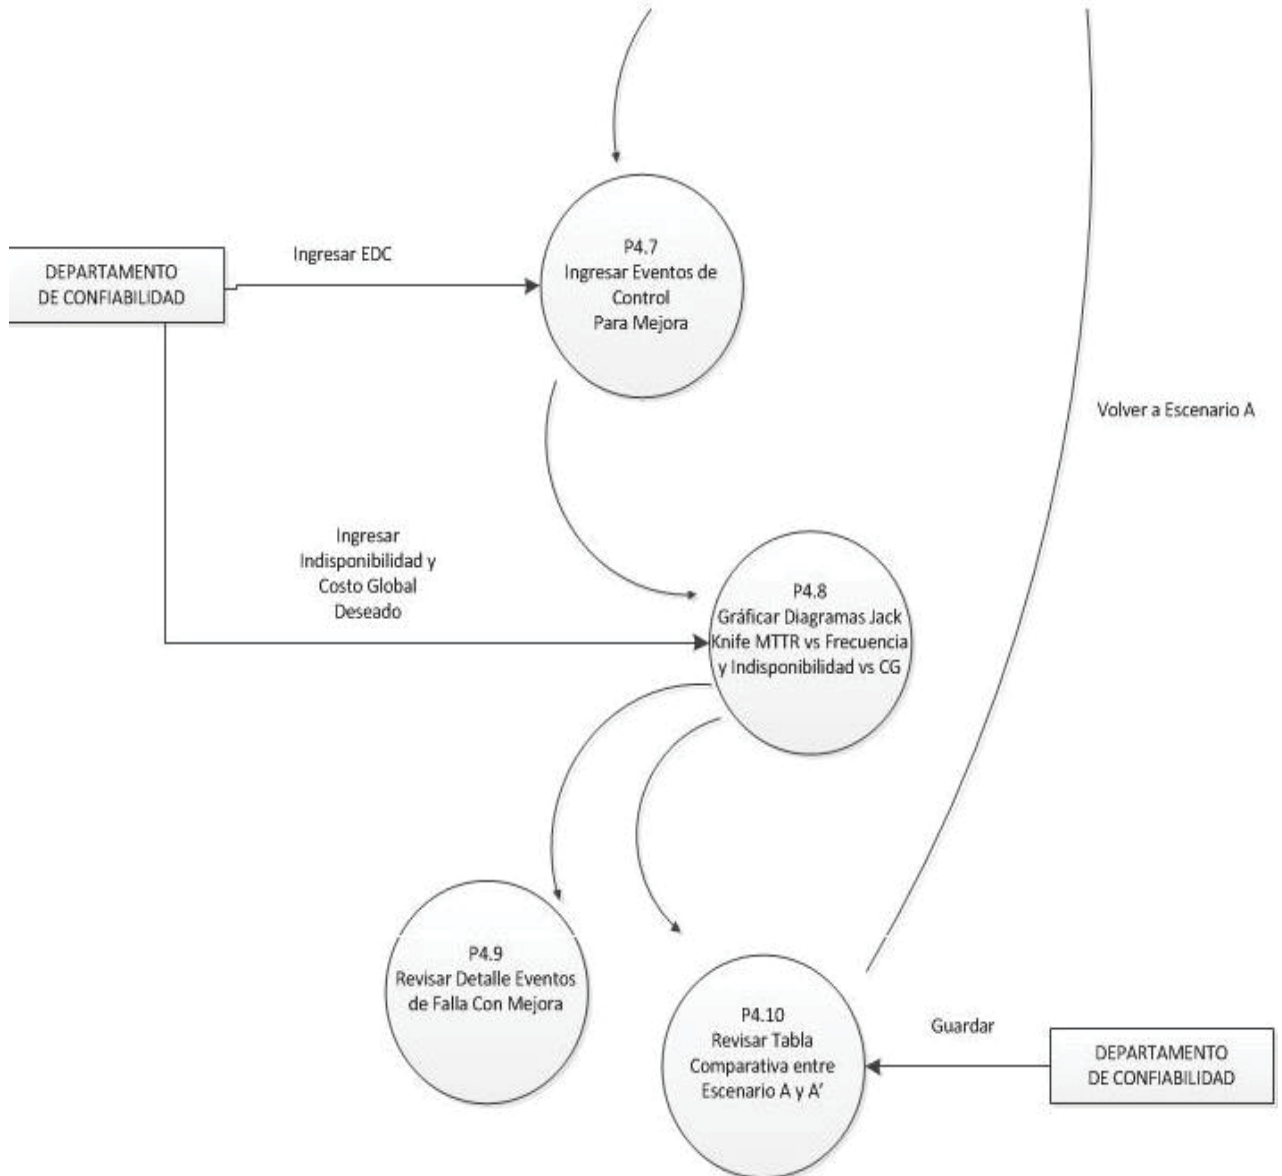 P4.7
Ingresar Eventos de
Control
Para Mejora
Ingresar EDC
DEPARTAMENTO
DE CONFIABILIDAD
Volver a Escenario A
Ingresar
Indisponibilidad y
Costo Global
Deseado
P4.8
Gráficar Diagramas Jack
Knife MTTR vs Frecuencia
y Indisponibilidad vs CG
P4.9
Revisar Detalle Eventos
de Falla Con Mejora
P4.10
Revisar Tabla
Comparativa entre
Escenario A y A’
Guardar
DEPARTAMENTO
DE CONFIABILIDAD